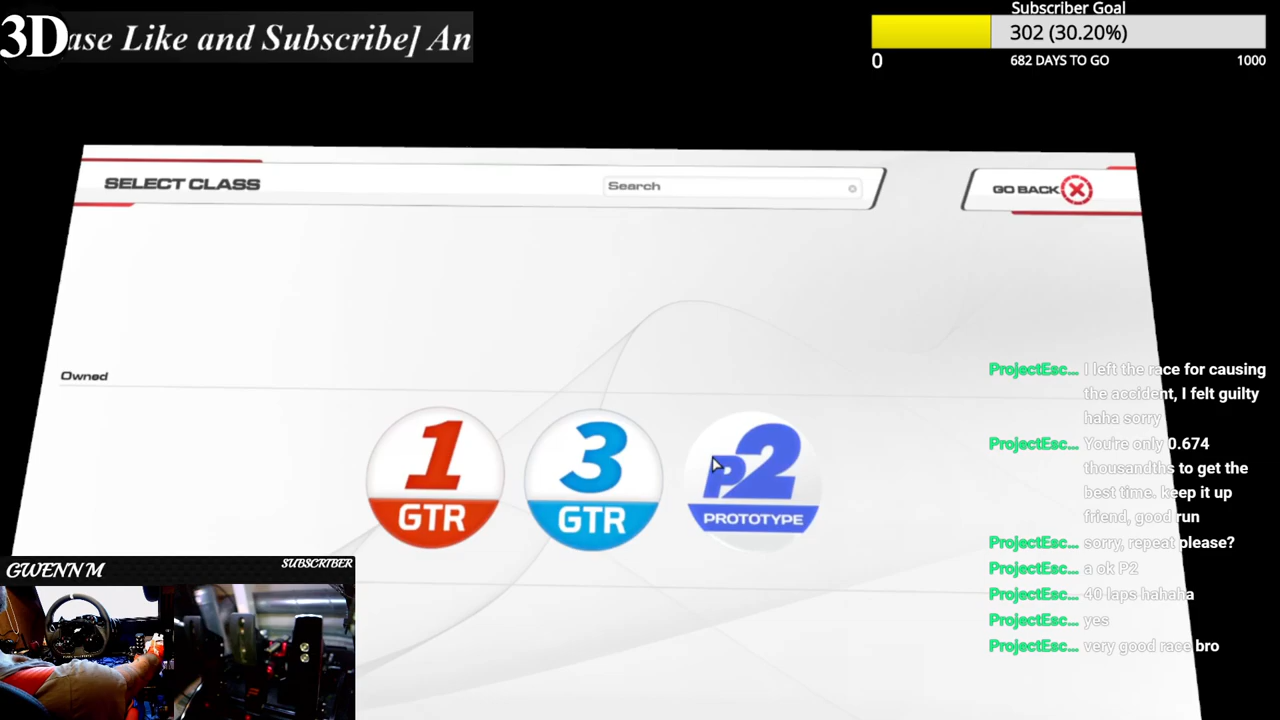 3D ase Like and Subscribe] An
Subscriber Goal
302 (30.20%)
0 682 DAYS TO GO 1000
SELECT CLASS
Search
GO BACK
Owned
1 GTR
3 GTR
P2 PROTOTYPE
ProjectEsc... I left the race for causing
the accident, I felt guilty
haha sorry
ProjectEsc... You're only 0.674
thousandths to get the
best time. keep it up
friend, good run
ProjectEsc... sorry, repeat please?
ProjectEsc... a ok P2
ProjectEsc... 40 laps hahaha
ProjectEsc... yes
ProjectEsc... very good race bro
GWENN M
SUBSCRIBER